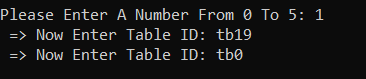 Please Enter A Number From 0 To 5: 1
=> Now Enter Table ID: tb19
=> Now Enter Table ID: tb0